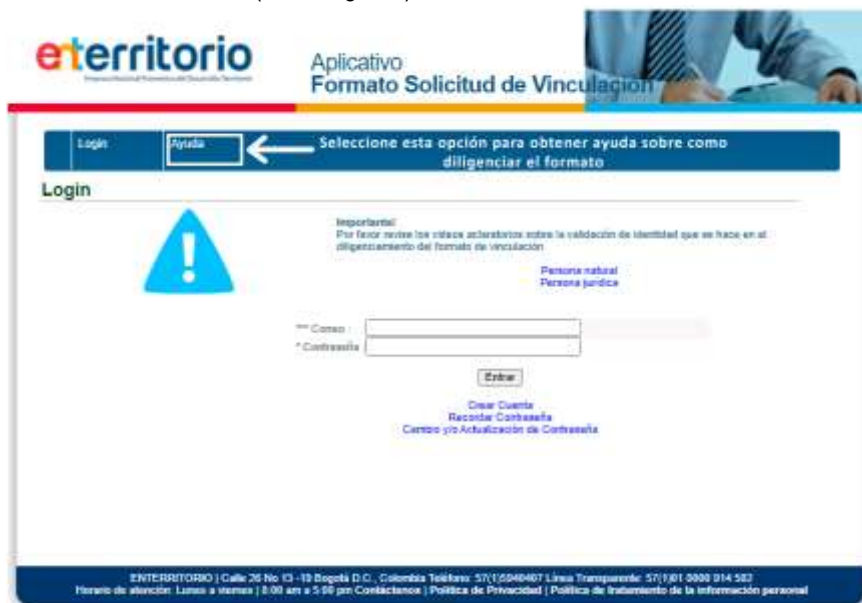 enterritorio
Aplicativo
Formato Solicitud de Vinculación
Login
Ayuda
Seleccione esta opción para obtener ayuda sobre como
diligenciar el formato
Login
Importante!
Por favor revise los videos aclaratorios sobre la validación de identidad que se hace en el
diligenciamiento del formato de vinculación
Persona natural
Persona jurídica
*** Correo
* Contraseña
Entrar
Crear Cuenta
Recordar Contraseña
Cambio y/o Actualización de Contraseña
ENTERRITORIO | Calle 26 No 13 - 19 Bogotá D.C., Colombia Teléfono: 57(1)5940407 Línea Transparente: 57(1)01 8000 914 502
Horario de atención: Lunes a viernes | 8:00 am a 5:00 pm Contáctanos | Política de Privacidad | Política de tratamiento de la información personal